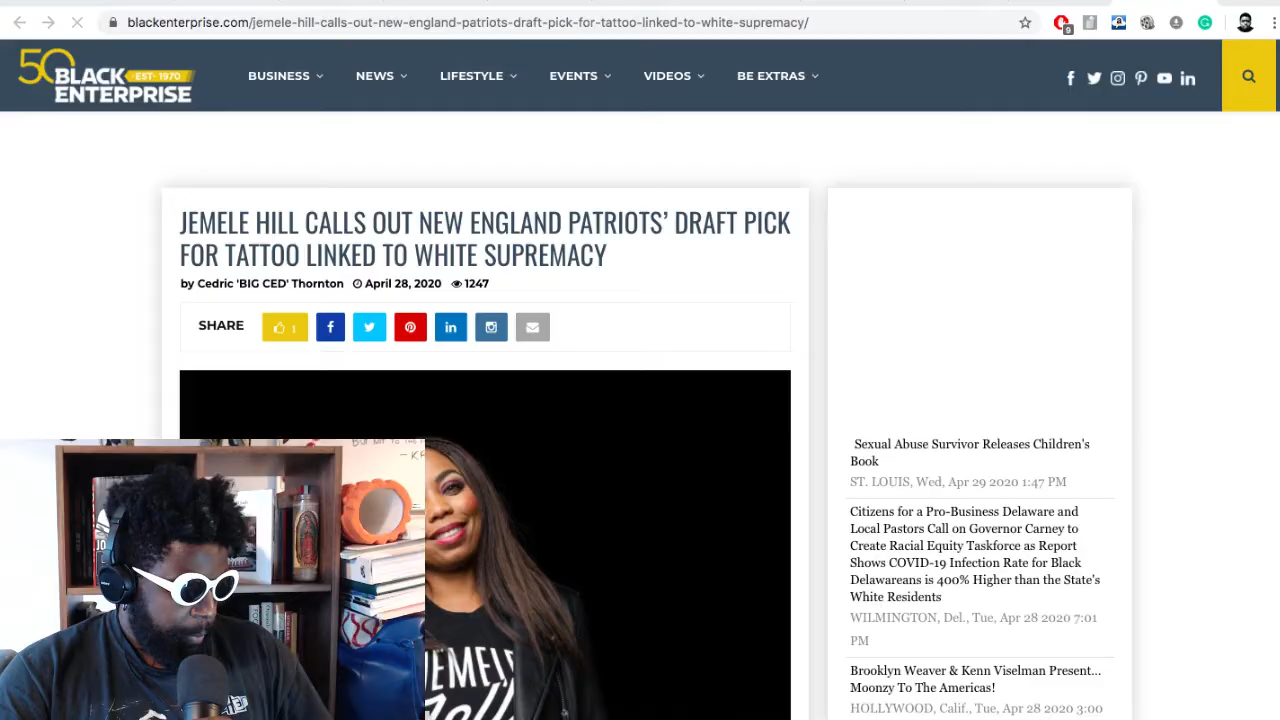 blackenterprise.com/jemele-hill-calls-out-new-england-patriots-draft-pick-for-tattoo-linked-to-white-supremacy/
9
50 BLACK EST- 1970
ENTERPRISE
BUSINESS NEWS LIFESTYLE EVENTS VIDEOS BE EXTRAS
JEMELE HILL CALLS OUT NEW ENGLAND PATRIOTS’ DRAFT PICK
FOR TATTOO LINKED TO WHITE SUPREMACY
by Cedric 'BIG CED' Thornton April 28, 2020 1247
SHARE 1
Sexual Abuse Survivor Releases Children's
Book
ST. LOUIS, Wed, Apr 29 2020 1:47 PM
Citizens for a Pro-Business Delaware and
Local Pastors Call on Governor Carney to
Create Racial Equity Taskforce as Report
Shows COVID-19 Infection Rate for Black
Delawareans is 400% Higher than the State's
White Residents
WILMINGTON, Del., Tue, Apr 28 2020 7:01
PM
Brooklyn Weaver & Kenn Viselman Present...
Moonzy To The Americas!
HOLLYWOOD, Calif., Tue, Apr 28 2020 3:00